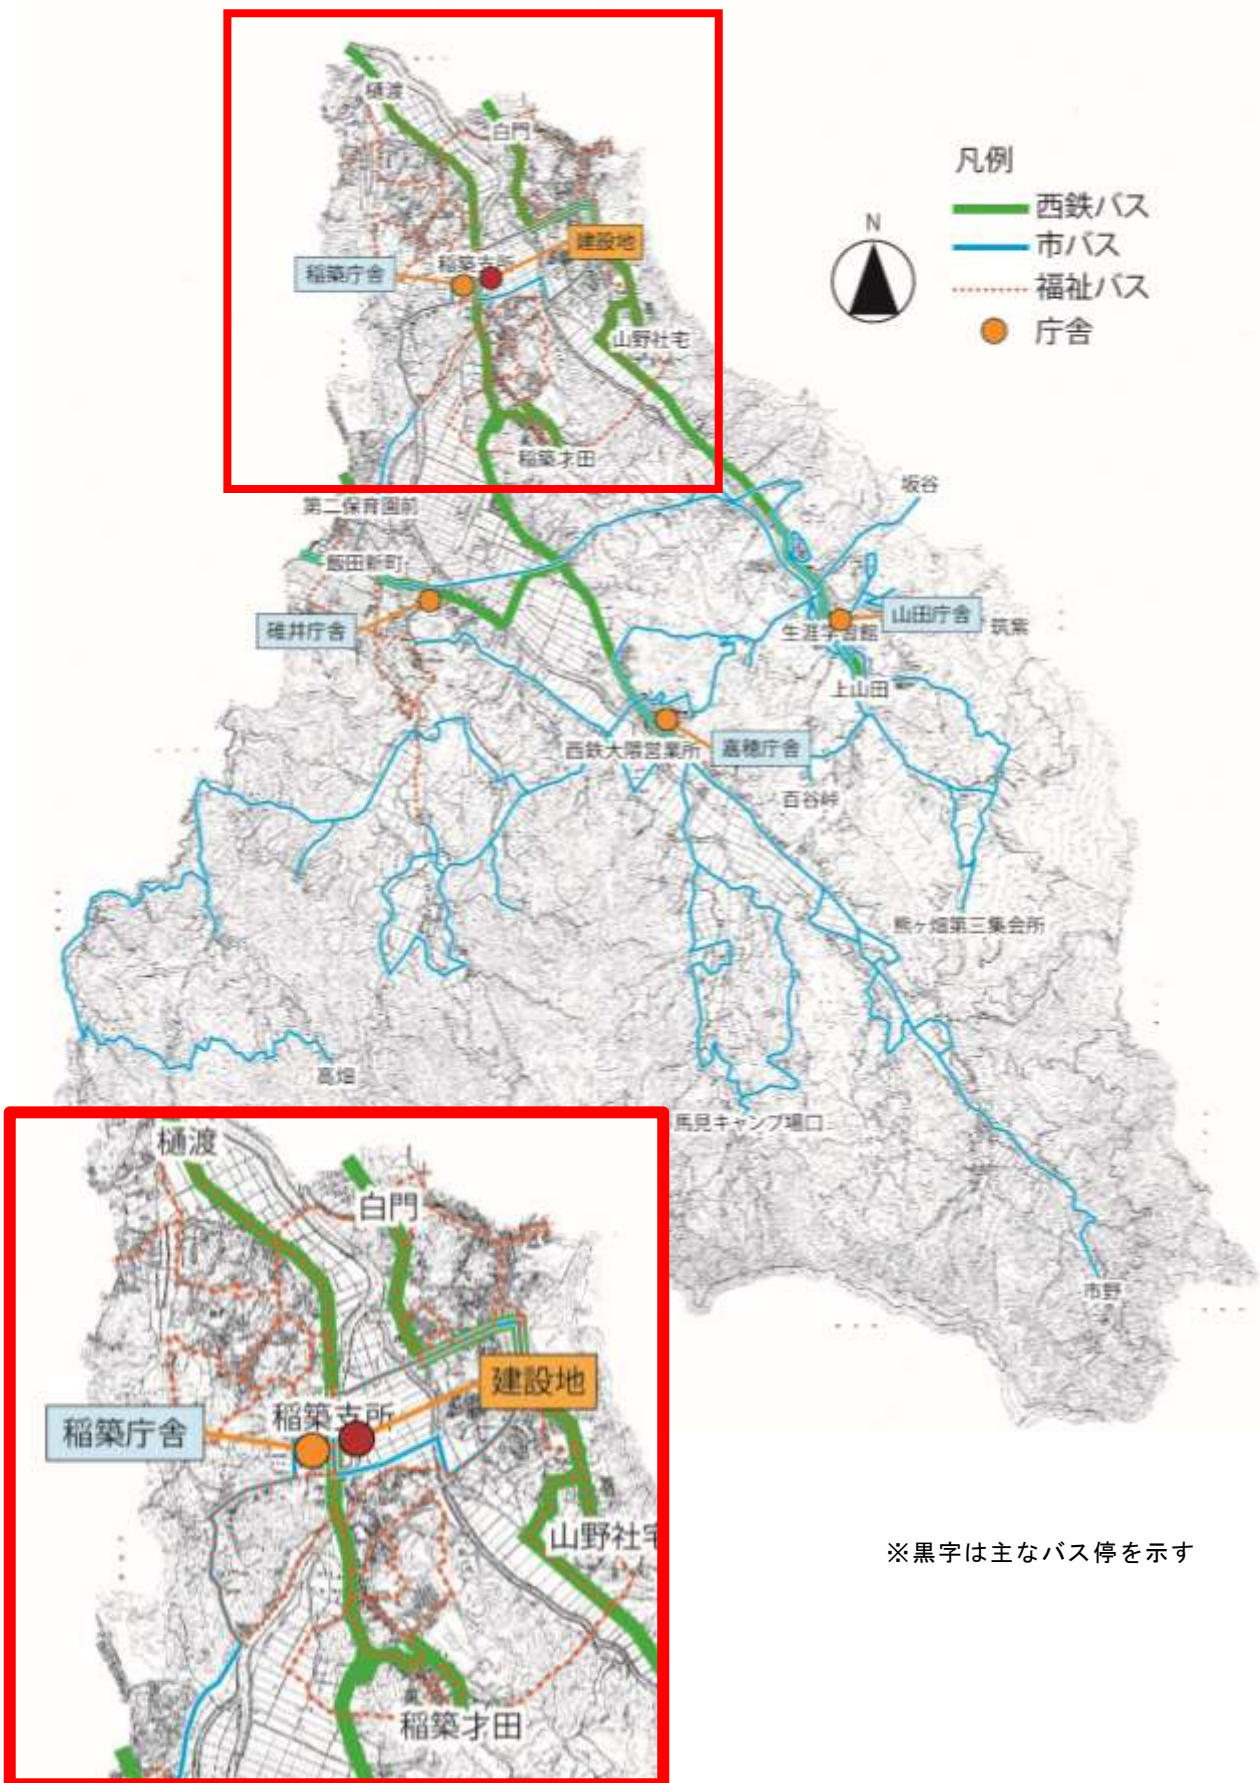 樋渡
白門
凡例
西鉄バス
市バス
福祉バス
庁舎
N
建設地
稲築支所
稲築庁舎
山野社宅
稲築才田
坂谷
第二保育園前
飯田新町
碓井庁舎
山田庁舎
生涯学習館
筑紫
上山田
西鉄大隈営業所
嘉穂庁舎
百谷峠
熊ヶ畑第三集会所
高畑
馬見キャンプ場口
市野
樋渡
白門
建設地
稲築支所
稲築庁舎
山野社宅
稲築才田
※黒字は主なバス停を示す